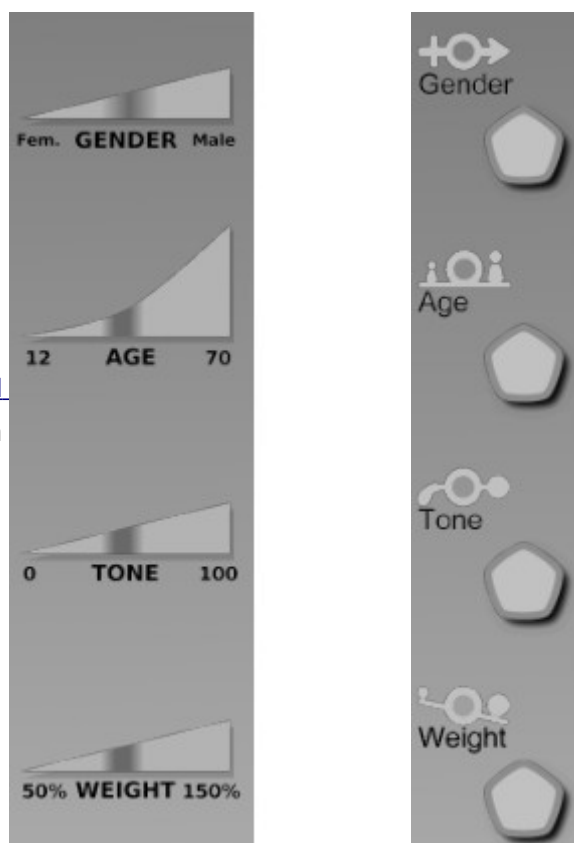 Fem. GENDER Male
12 AGE 70
0 TONE 100
50% WEIGHT 150%
Gender
Age
Tone
Weight